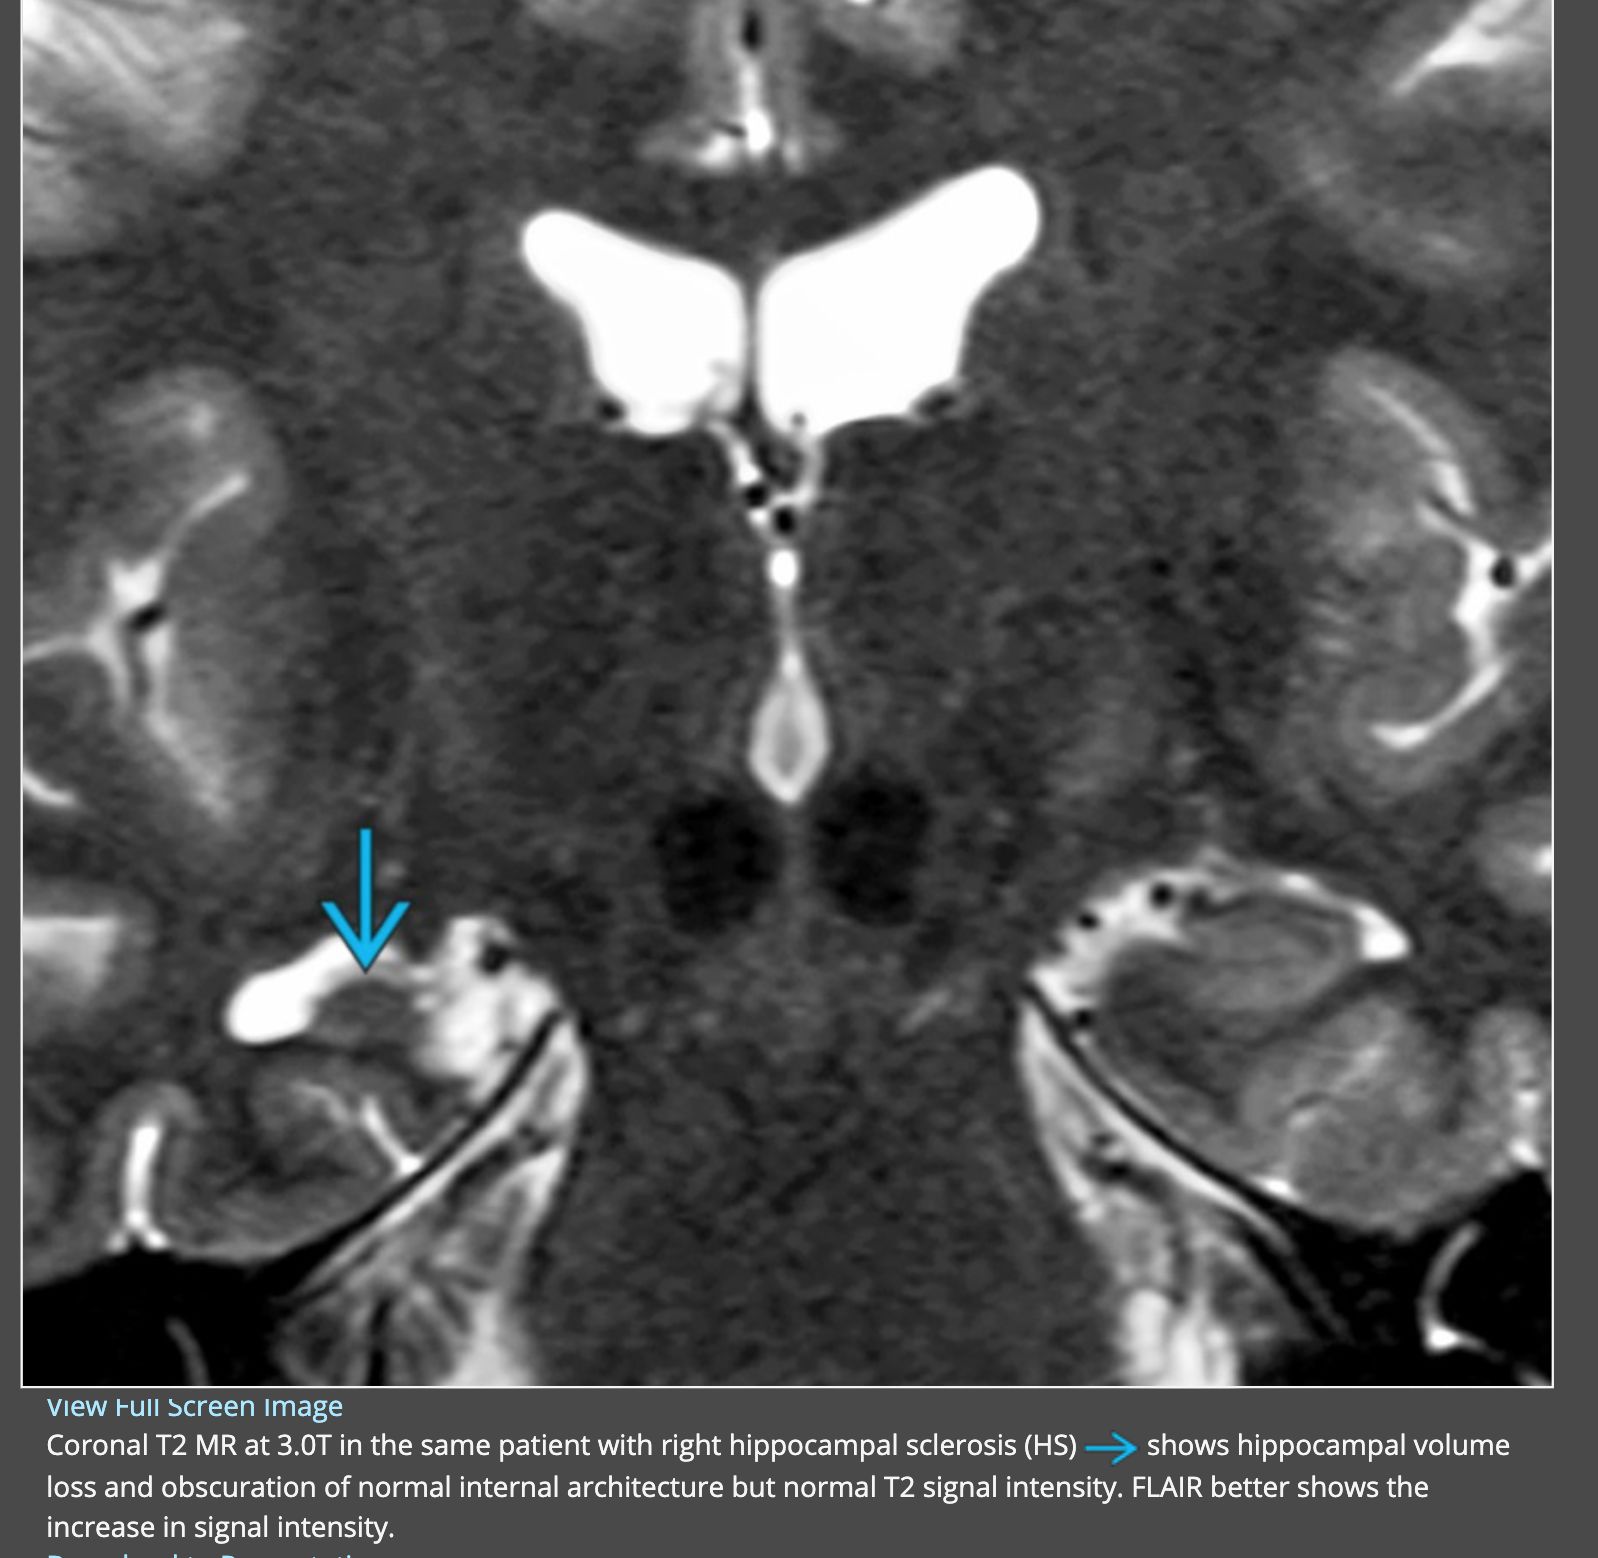 View Full Screen Image
Coronal T2 MR at 3.0T in the same patient with right hippocampal sclerosis (HS) → shows hippocampal volume
loss and obscuration of normal internal architecture but normal T2 signal intensity. FLAIR better shows the
increase in signal intensity.